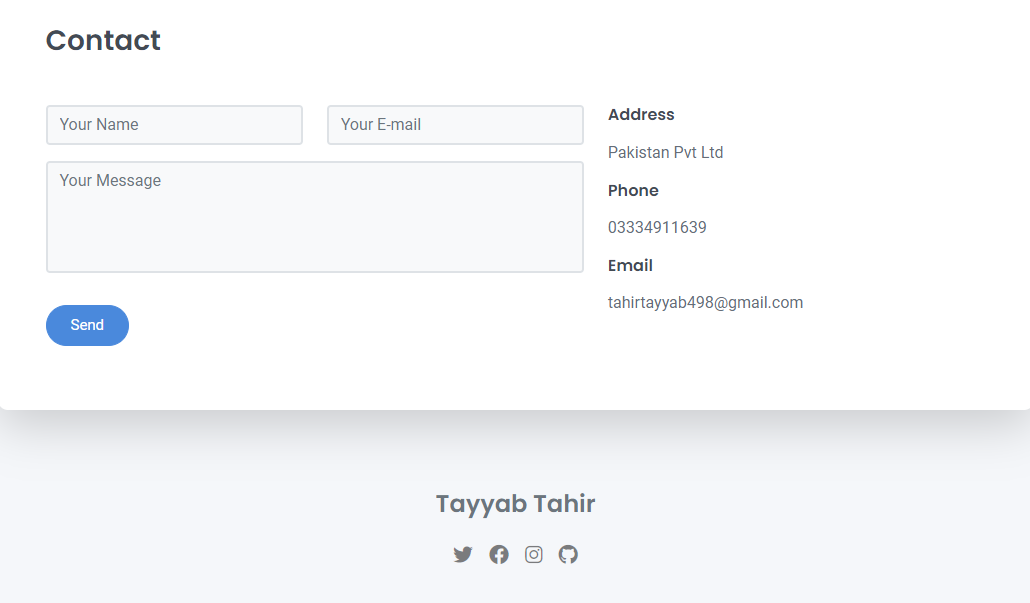 Contact
Your Name
Your E-mail
Your Message
Send
Address
Pakistan Pvt Ltd
Phone
03334911639
Email
tahirtayyab498@gmail.com
Tayyab Tahir